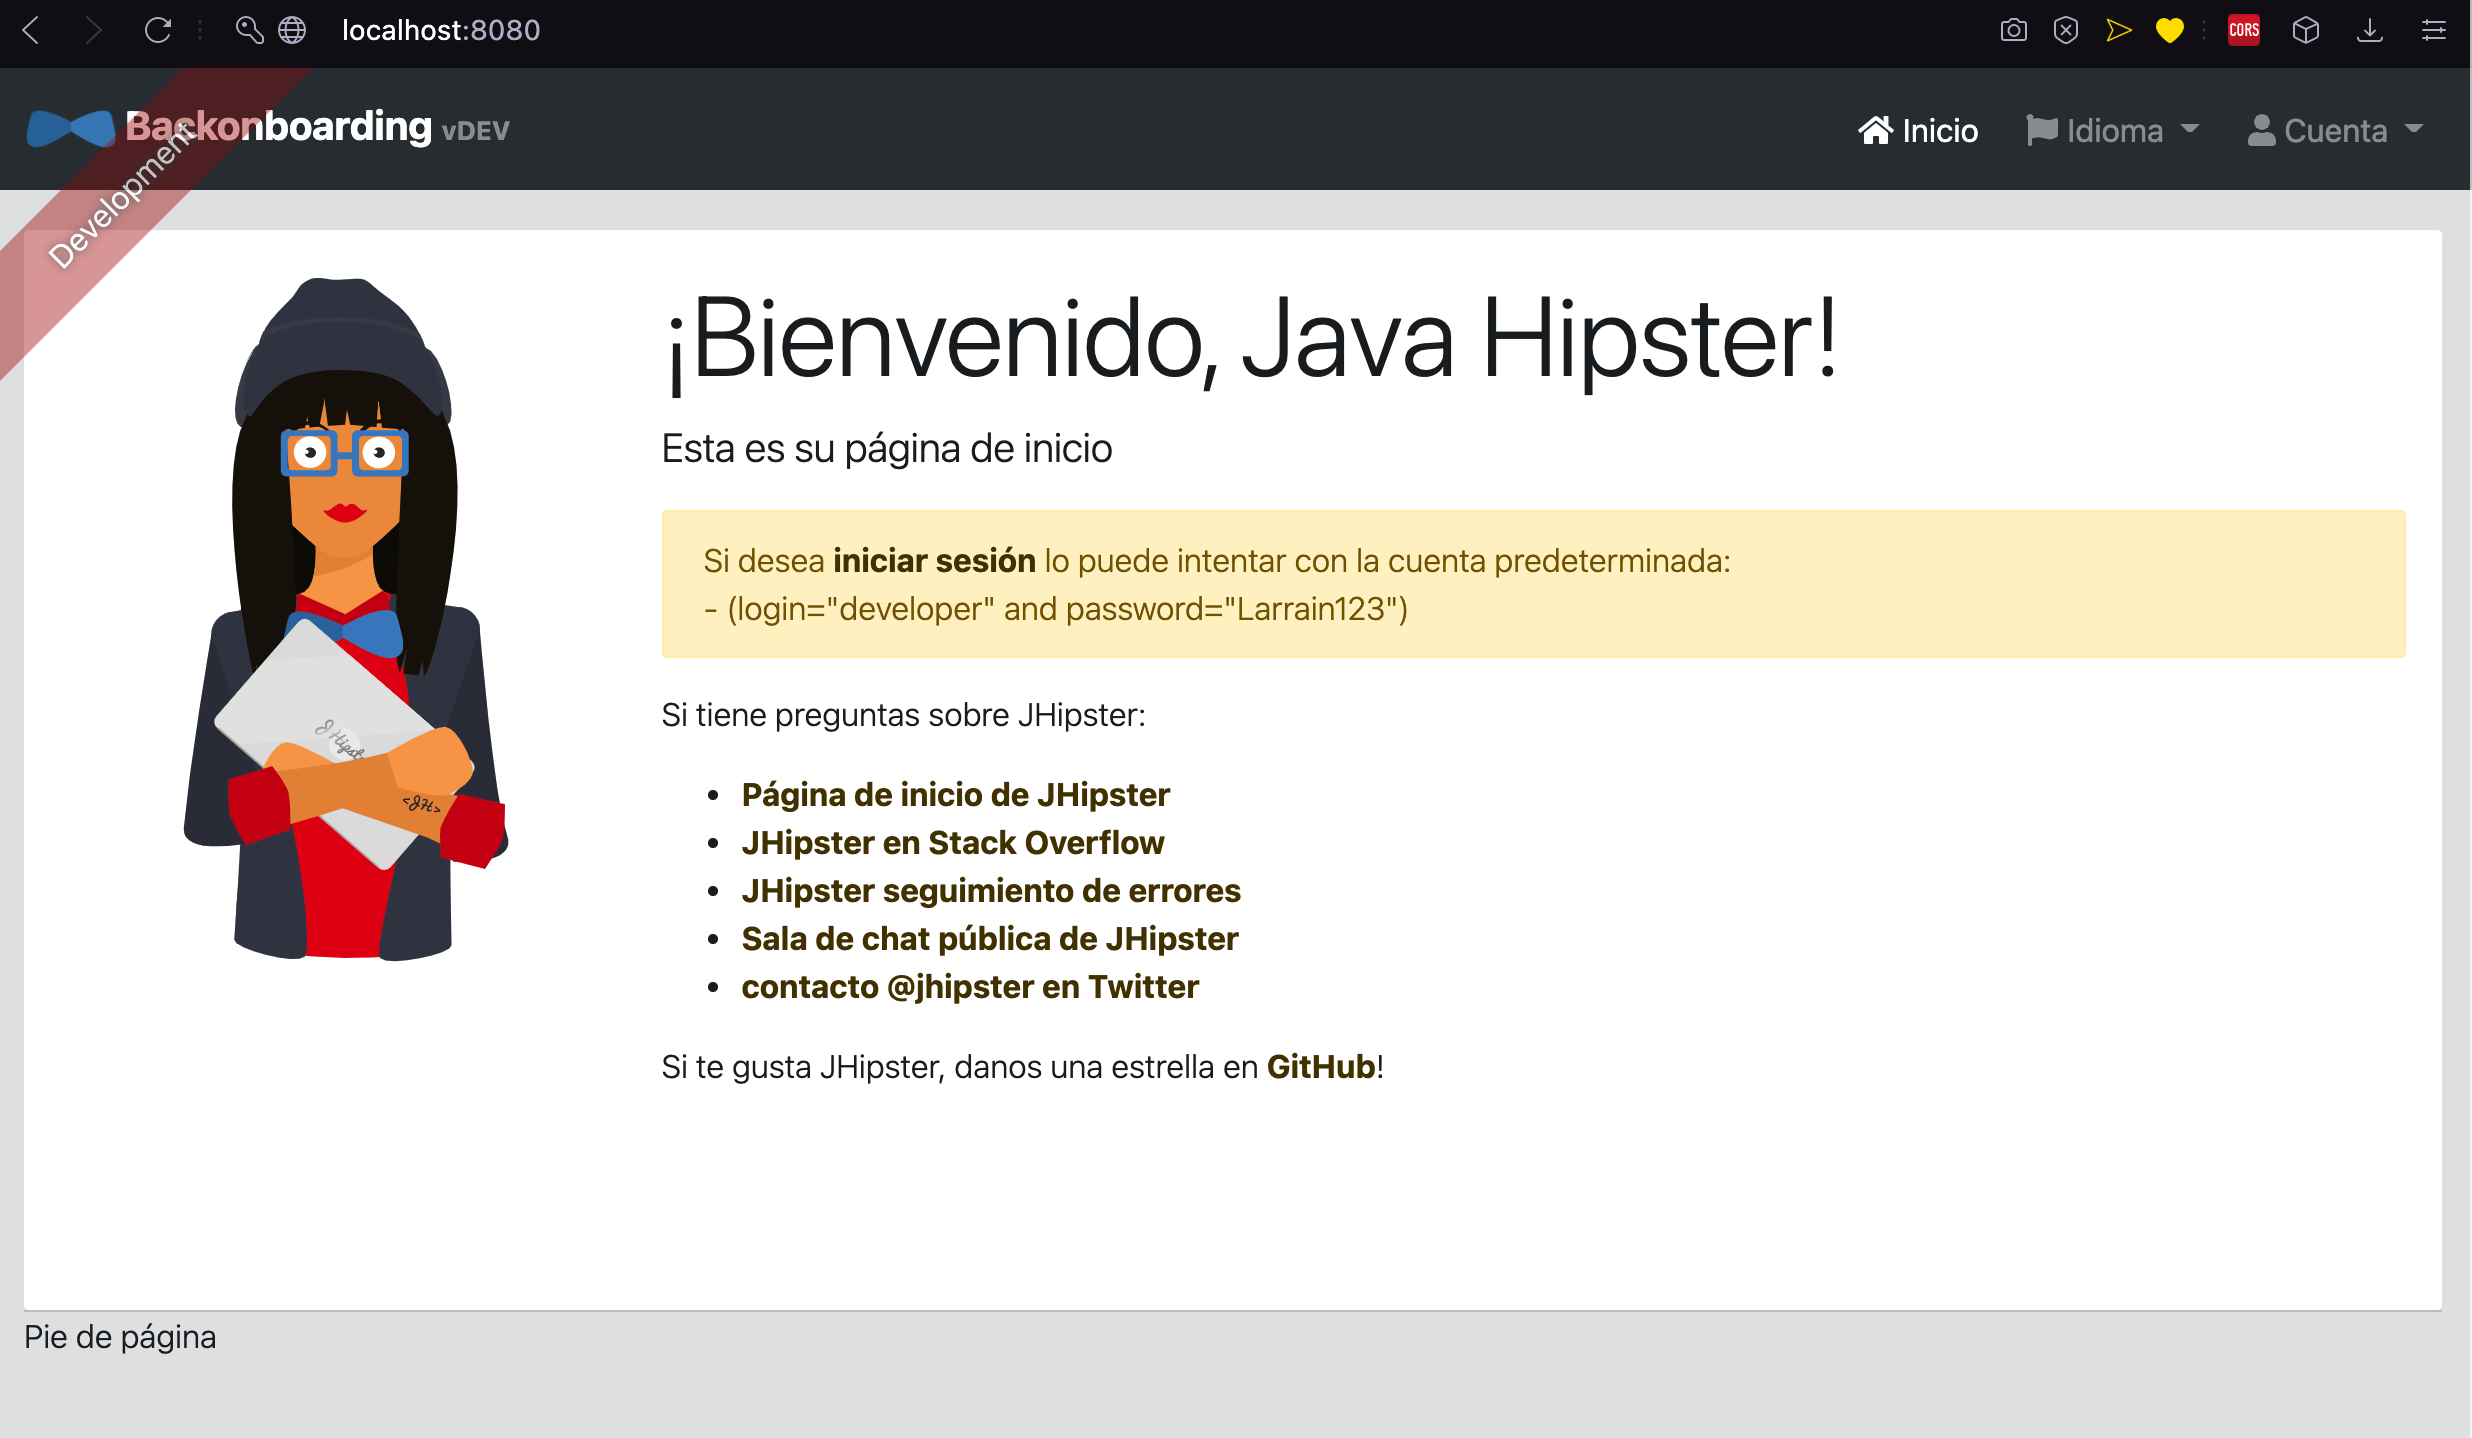 localhost:8080
CORS
Backonboarding vDEV
Inicio
Idioma
Cuenta
Development
¡Bienvenido, Java Hipster!
Esta es su página de inicio
Si desea iniciar sesión lo puede intentar con la cuenta predeterminada:
- (login="developer" and password="Larrain123")
Si tiene preguntas sobre JHipster:
Página de inicio de JHipster
JHipster en Stack Overflow
JHipster seguimiento de errores
Sala de chat pública de JHipster
contacto @jhipster en Twitter
Si te gusta JHipster, danos una estrella en GitHub!
<JH>
Pie de página